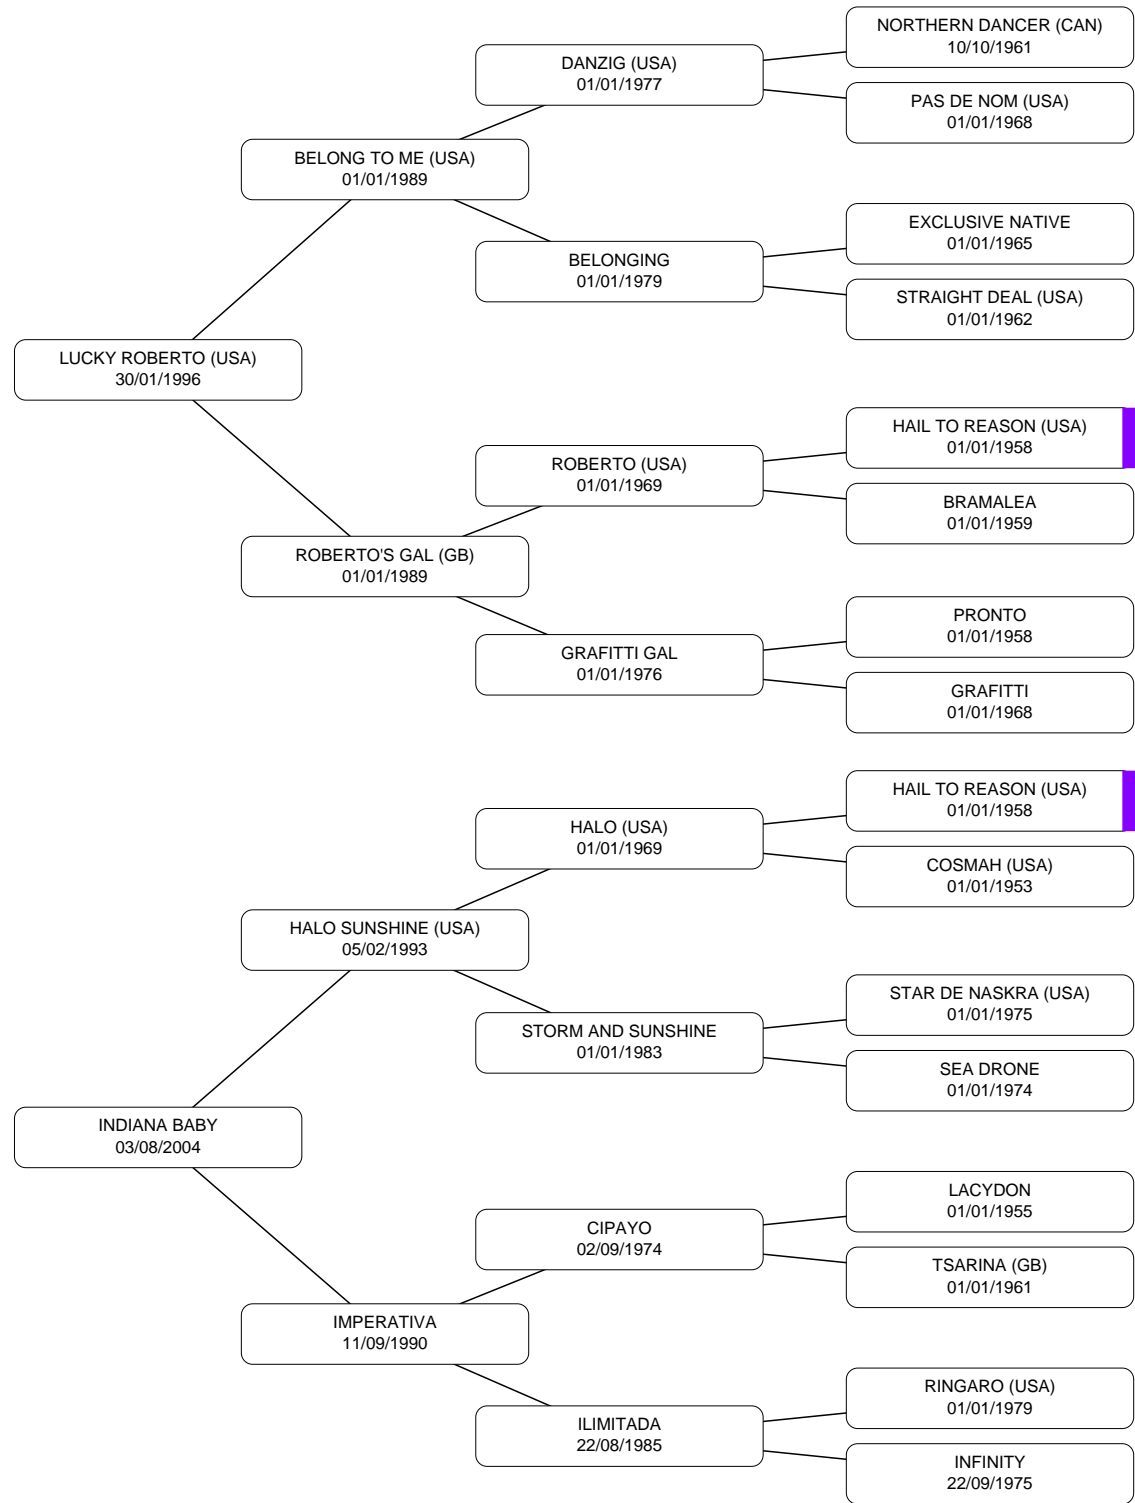 NORTHERN DANCER (CAN)
10/10/1961
DANZIG (USA)
01/01/1977
PAS DE NOM (USA)
01/01/1968
BELONG TO ME (USA)
01/01/1989
EXCLUSIVE NATIVE
01/01/1965
BELONGING
01/01/1979
STRAIGHT DEAL (USA)
01/01/1962
LUCKY ROBERTO (USA)
30/01/1996
HAIL TO REASON (USA)
01/01/1958
ROBERTO (USA)
01/01/1969
BRAMALEA
01/01/1959
ROBERTO'S GAL (GB)
01/01/1989
PRONTO
01/01/1958
GRAFITTI GAL
01/01/1976
GRAFITTI
01/01/1968
HAIL TO REASON (USA)
01/01/1958
HALO (USA)
01/01/1969
COSMAH (USA)
01/01/1953
HALO SUNSHINE (USA)
05/02/1993
STAR DE NASKRA (USA)
01/01/1975
STORM AND SUNSHINE
01/01/1983
SEA DRONE
01/01/1974
INDIANA BABY
03/08/2004
LACYDON
01/01/1955
CIPAYO
02/09/1974
TSARINA (GB)
01/01/1961
IMPERATIVA
11/09/1990
RINGARO (USA)
01/01/1979
ILIMITADA
22/08/1985
INFINITY
22/09/1975